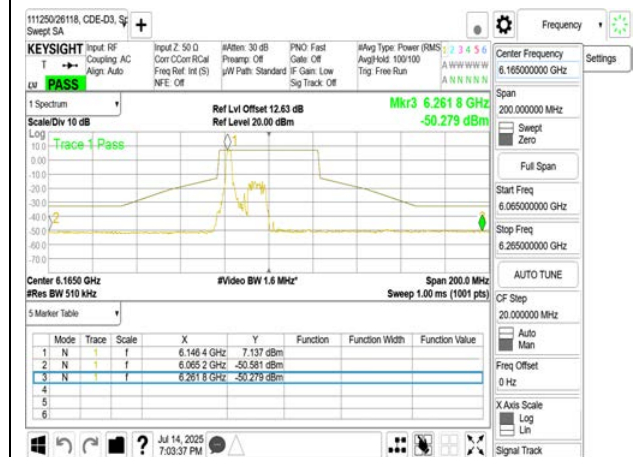 111250/26118, CDE-D3,
Swept SA
Frequency
KEYSIGHT
Input: RF
Coupling: AC
Align: Auto
Input Z: 50 Ω
Corr CCorr RCal
Freq Ref: Int (S)
NFE: Off
#Atten: 30 dB
Preamp: Off
µW Path: Standard
PNO: Fast
Gate: Off
IF Gain: Low
Sig Track: Off
#Avg Type: Power (RMS
Avg|Hold: 100/100
Trig: Free Run
1 2 3 4 5 6
A W W W W W
A N N N N N
PASS
1 Spectrum
Scale/Div 10 dB
Ref Lvl Offset 12.63 dB
Ref Level 20.00 dBm
Mkr3 6.261 8 GHz
-50.279 dBm
Log
Trace 1 Pass
10.0
0.00
-10.0
-20.0
-30.0
-40.0
-50.0
-60.0
-70.0
1
2
Center 6.1650 GHz
#Res BW 510 kHz
#Video BW 1.6 MHz*
Span 200.0 MHz
Sweep 1.00 ms (1001 pts)
5 Marker Table
Mode Trace Scale X Y Function Function Width Function Value
1 N 1 f 6.146 4 GHz 7.137 dBm
2 N 1 f 6.065 2 GHz -50.581 dBm
3 N 1 f 6.261 8 GHz -50.279 dBm
4
5
6
Jul 14, 2025
7:03:37 PM
Center Frequency
6.165000000 GHz
Settings
Span
200.000000 MHz
Swept
Zero
Full Span
Start Freq
6.065000000 GHz
Stop Freq
6.265000000 GHz
AUTO TUNE
CF Step
20.000000 MHz
Auto
Man
Freq Offset
0 Hz
X Axis Scale
Log
Lin
Signal Track